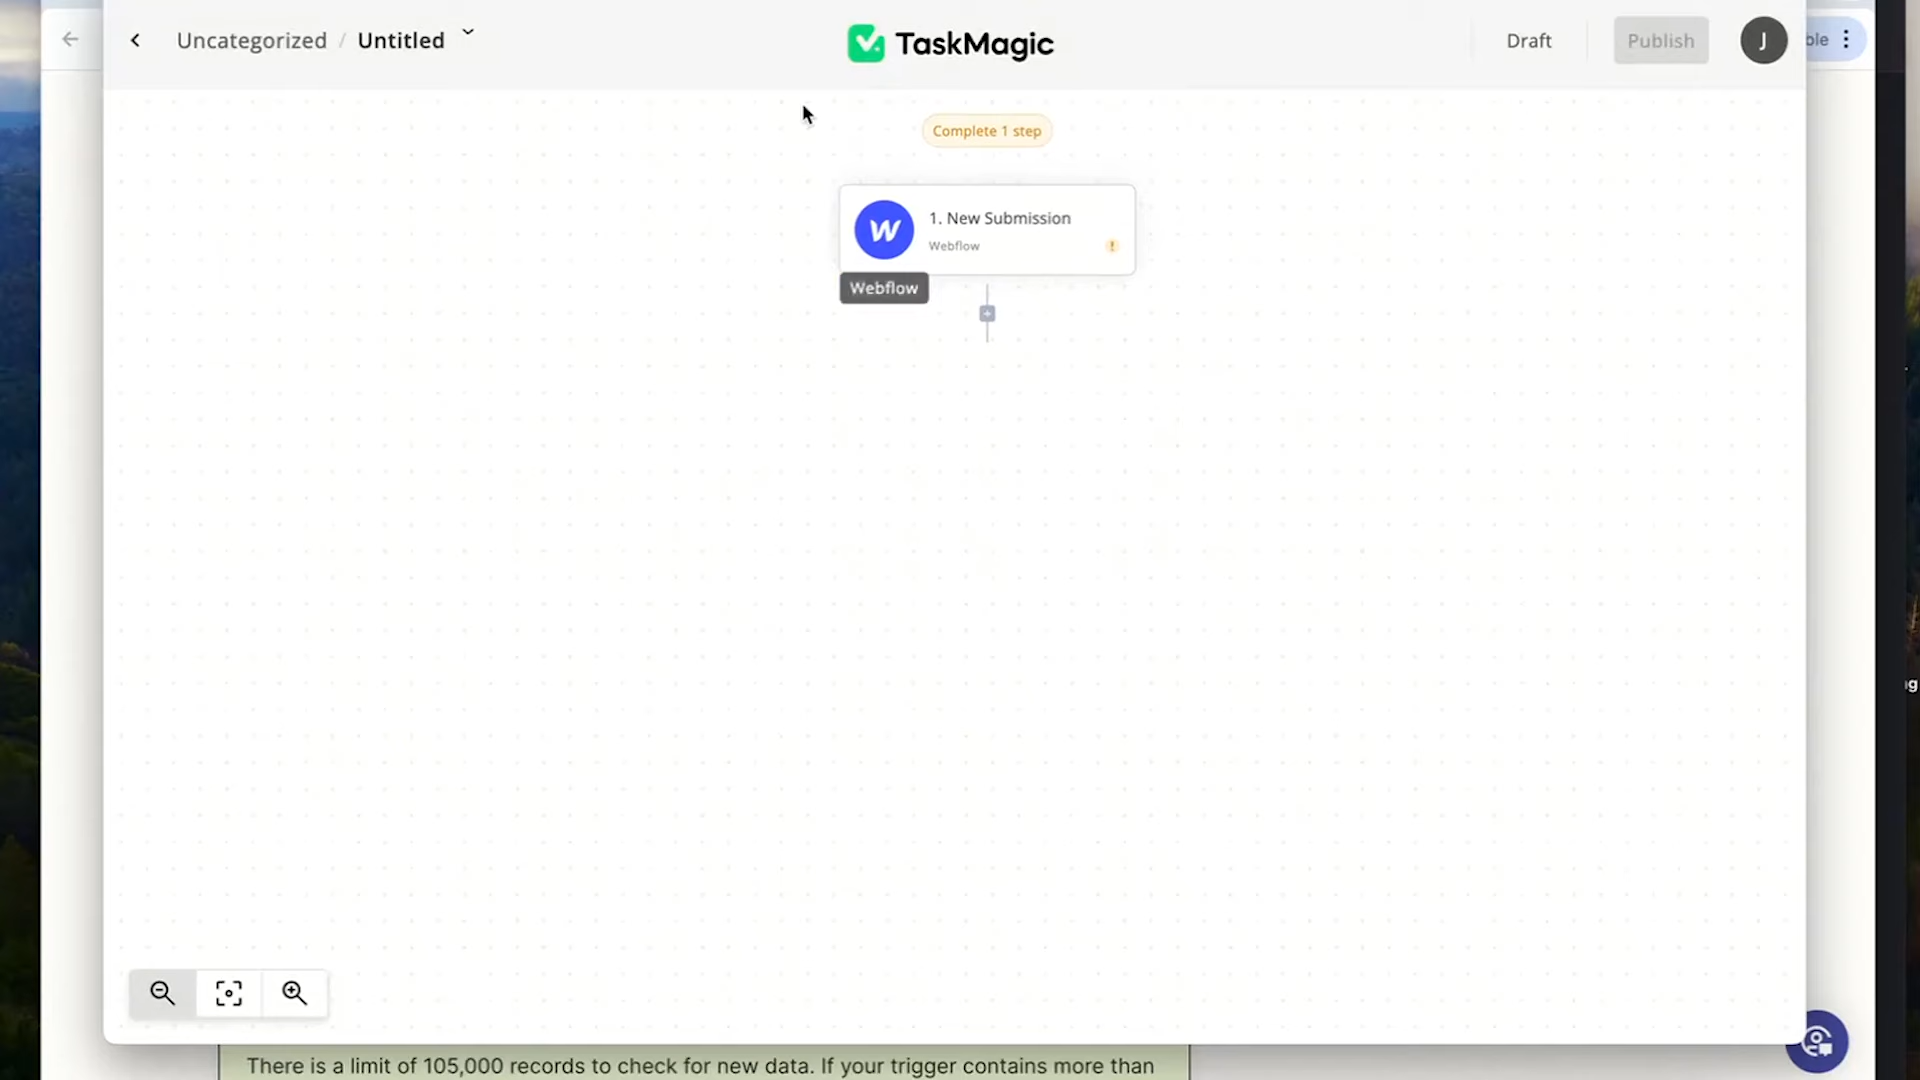 Uncategorized / Untitled
TaskMagic
Draft
Publish
J
ble
Complete 1 step
W
1. New Submission
Webflow
!
Webflow
+
g
There is a limit of 105,000 records to check for new data. If your trigger contains more than